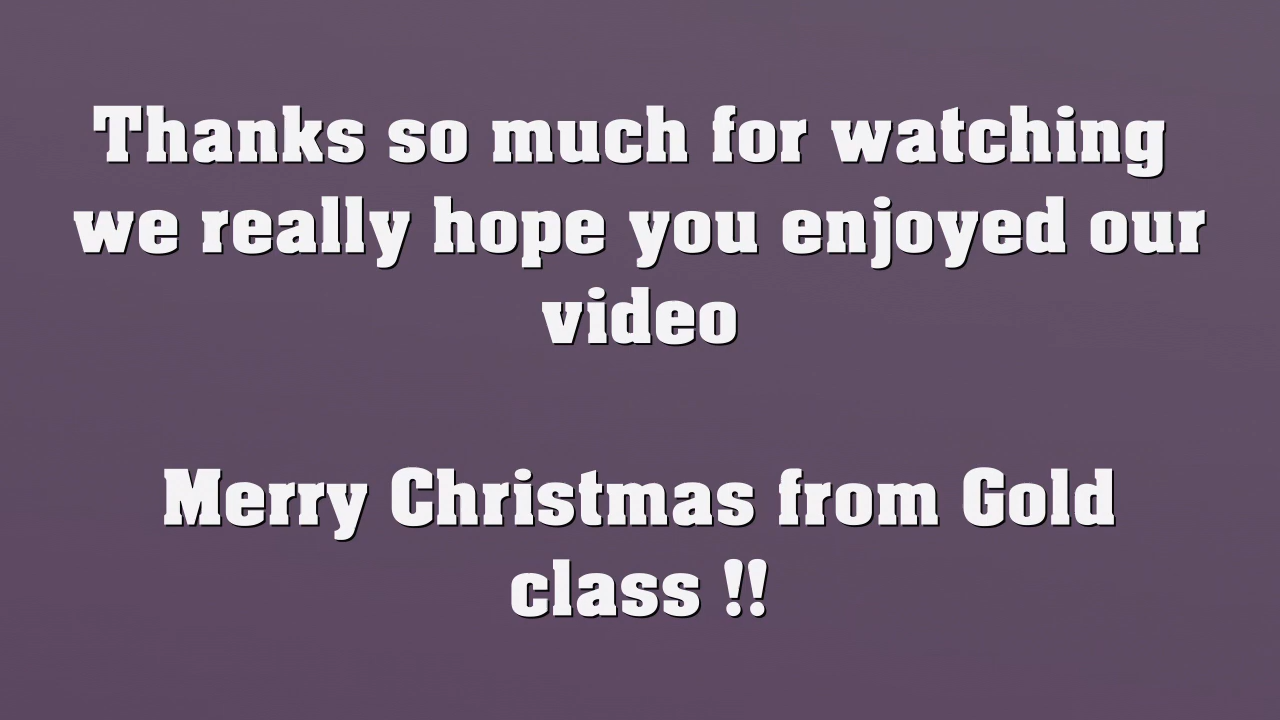 Thanks so much for watching
we really hope you enjoyed our
video
Merry Christmas from Gold
class !!